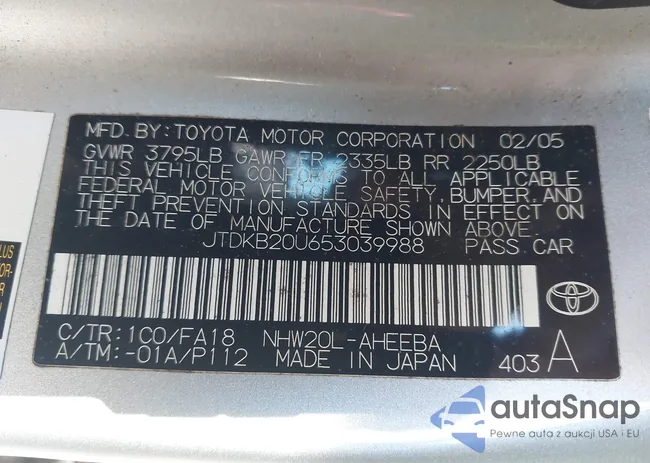 MFD. BY: TOYOTA MOTOR CORPORATION 02/05
GVWR 3795LB GAWR FR 2335LB RR 2250LB
THIS VEHICLE CONFORMS TO ALL APPLICABLE
FEDERAL MOTOR VEHICLE SAFETY, BUMPER, AND
THEFT PREVENTION STANDARDS IN EFFECT ON
THE DATE OF MANUFACTURE SHOWN ABOVE.
JTDKB20U653039988 PASS. CAR
C/TR: 1C0/FA18 NHW20L-AHEEBA
A/TM: -01A/P112 MADE IN JAPAN 403 A
PLUS
OR
autaSnap
Pewne auta z aukcji USA i EU